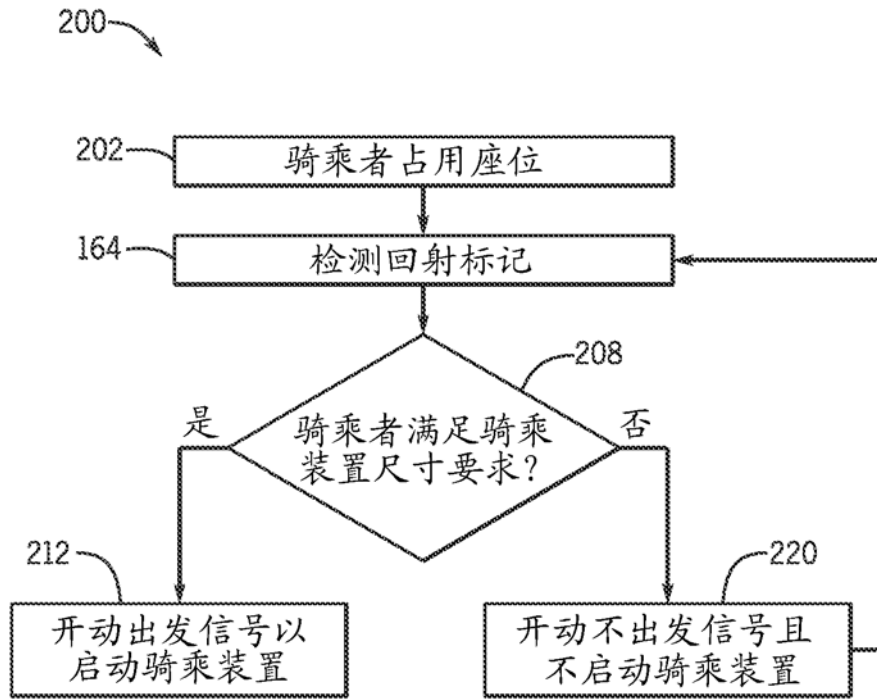 200
202
骑乘者占用座位
164
检测回射标记
208
是
骑乘者满足骑乘
装置尺寸要求?
否
212
220
开动出发信号以
启动骑乘装置
开动不出发信号且
不启动骑乘装置